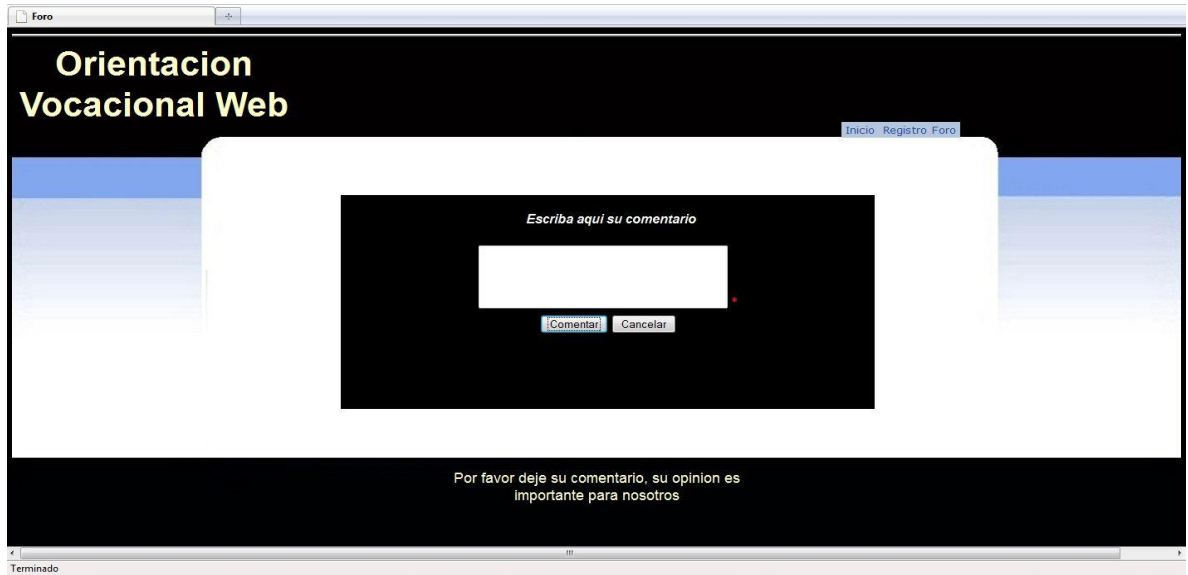 Foro
Orientacion
Vocacional Web
Inicio Registro Foro
Escriba aqui su comentario
*
Comentar Cancelar
Por favor deje su comentario, su opinion es
importante para nosotros
Terminado